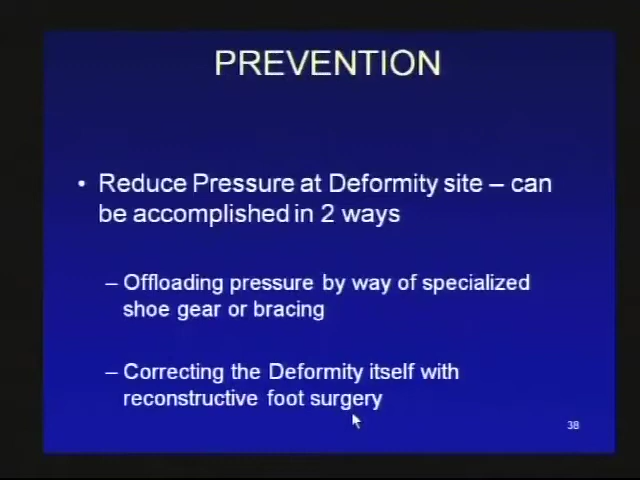 PREVENTION
• Reduce Pressure at Deformity site – can
be accomplished in 2 ways
– Offloading pressure by way of specialized
shoe gear or bracing
– Correcting the Deformity itself with
reconstructive foot surgery
38